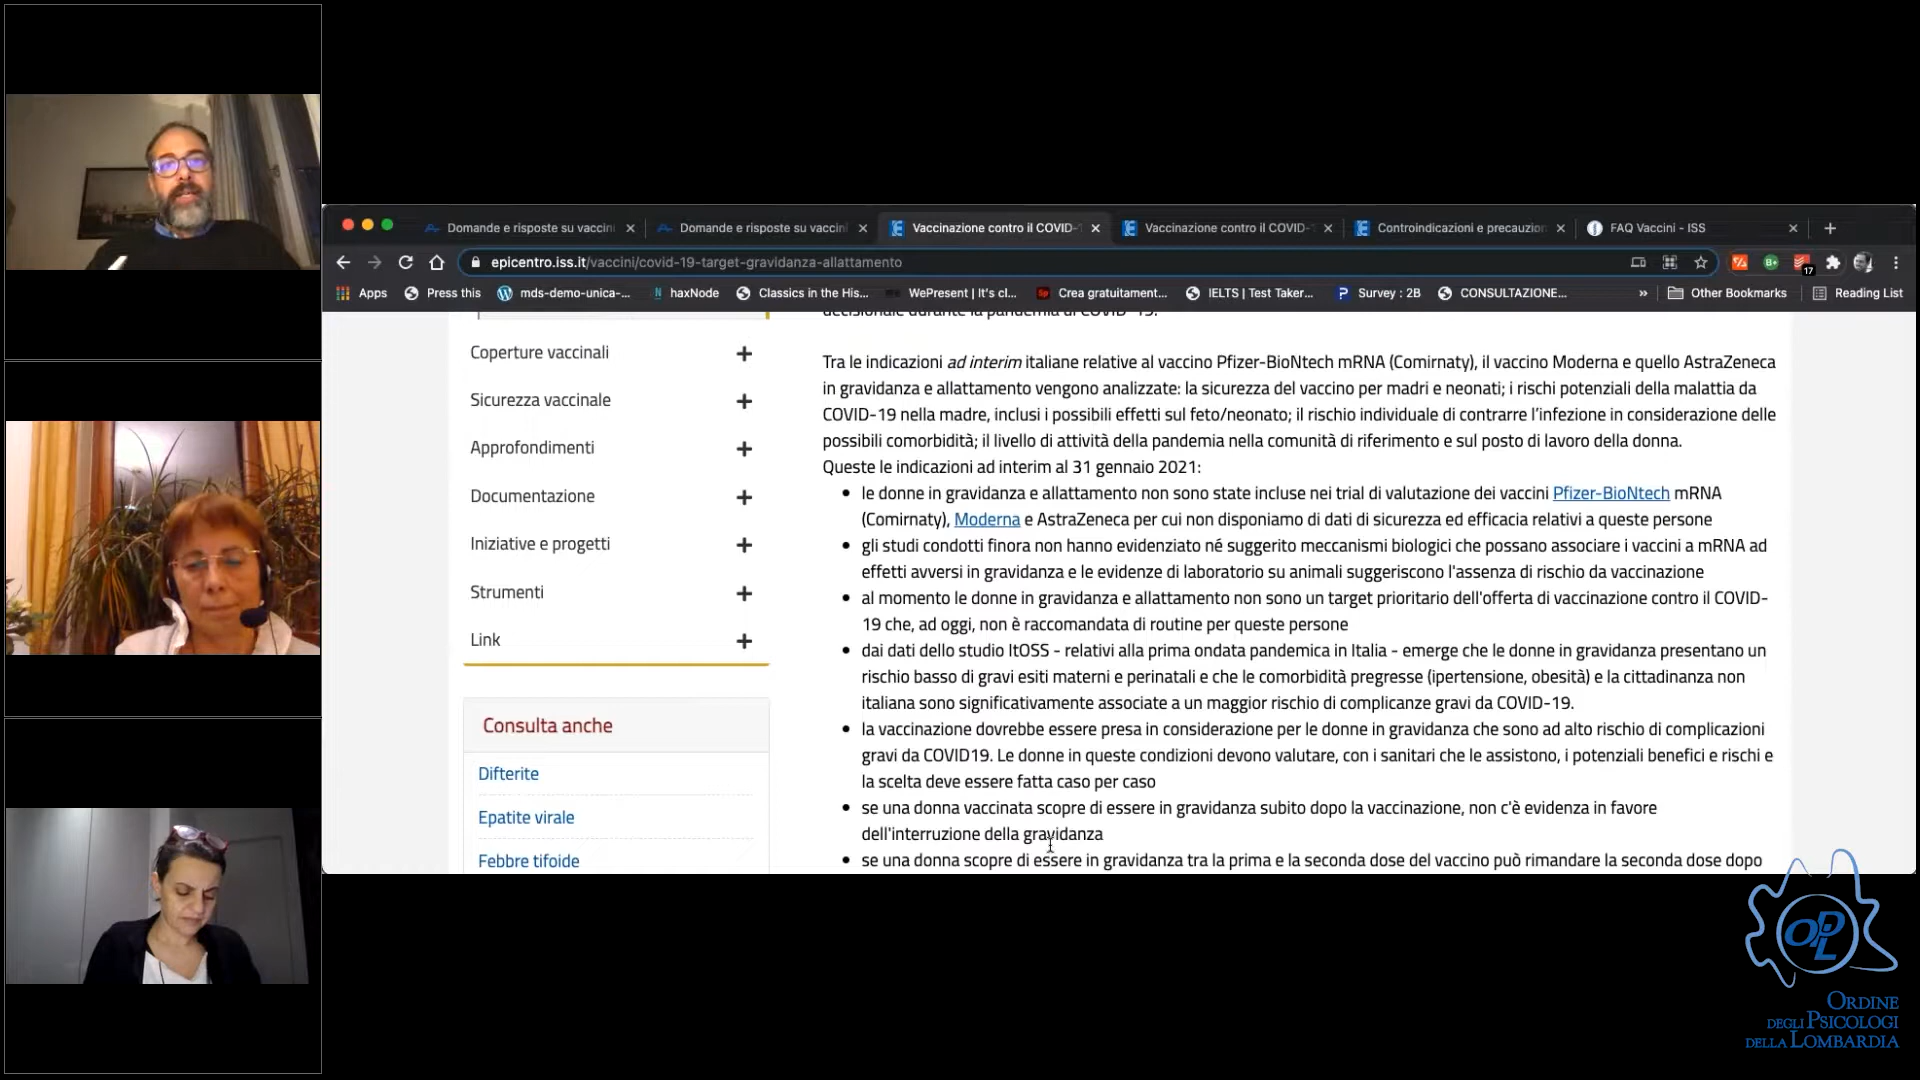 Domande e risposte su vaccin
Domande e risposte su vaccin
Vaccinazione contro il COVID-
Vaccinazione contro il COVID-
Controindicazioni e precauzion
FAQ Vaccini - ISS
epicentro.iss.it/vaccini/covid-19-target-gravidanza-allattamento
17
Apps
Press this
mds-demo-unica-...
haxNode
Classics in the His...
WePresent | It's cl...
Crea gratuitament...
IELTS | Test Taker...
Survey : 2B
CONSULTAZIONE...
»
Other Bookmarks
Reading List
Coperture vaccinali
Sicurezza vaccinale
Approfondimenti
Documentazione
Iniziative e progetti
Strumenti
Link
Consulta anche
Difterite
Epatite virale
Febbre tifoide
decisionale durante la pandemia di COVID-19.
Tra le indicazioni ad interim italiane relative al vaccino Pfizer-BioNtech mRNA (Comirnaty), il vaccino Moderna e quello AstraZeneca
in gravidanza e allattamento vengono analizzate: la sicurezza del vaccino per madri e neonati; i rischi potenziali della malattia da
COVID-19 nella madre, inclusi i possibili effetti sul feto/neonato; il rischio individuale di contrarre l'infezione in considerazione delle
possibili comorbidità; il livello di attività della pandemia nella comunità di riferimento e sul posto di lavoro della donna.
Queste le indicazioni ad interim al 31 gennaio 2021:
le donne in gravidanza e allattamento non sono state incluse nei trial di valutazione dei vaccini Pfizer-BioNtech mRNA
(Comirnaty), Moderna e AstraZeneca per cui non disponiamo di dati di sicurezza ed efficacia relativi a queste persone
gli studi condotti finora non hanno evidenziato né suggerito meccanismi biologici che possano associare i vaccini a mRNA ad
effetti avversi in gravidanza e le evidenze di laboratorio su animali suggeriscono l'assenza di rischio da vaccinazione
al momento le donne in gravidanza e allattamento non sono un target prioritario dell'offerta di vaccinazione contro il COVID-
19 che, ad oggi, non è raccomandata di routine per queste persone
dai dati dello studio ItOSS - relativi alla prima ondata pandemica in Italia - emerge che le donne in gravidanza presentano un
rischio basso di gravi esiti materni e perinatali e che le comorbidità pregresse (ipertensione, obesità) e la cittadinanza non
italiana sono significativamente associate a un maggior rischio di complicanze gravi da COVID-19.
la vaccinazione dovrebbe essere presa in considerazione per le donne in gravidanza che sono ad alto rischio di complicazioni
gravi da COVID19. Le donne in queste condizioni devono valutare, con i sanitari che le assistono, i potenziali benefici e rischi e
la scelta deve essere fatta caso per caso
se una donna vaccinata scopre di essere in gravidanza subito dopo la vaccinazione, non c'è evidenza in favore
dell'interruzione della gravidanza
se una donna scopre di essere in gravidanza tra la prima e la seconda dose del vaccino può rimandare la seconda dose dopo
OPL
ORDINE
DEGLI PSICOLOGI
DELLA LOMBARDIA